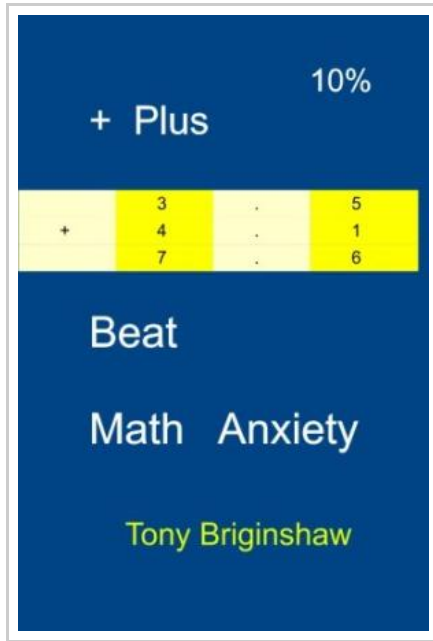 10%
+ Plus
3 . 5
+ 4 . 1
7 . 6
Beat
Math Anxiety
Tony Briginshaw